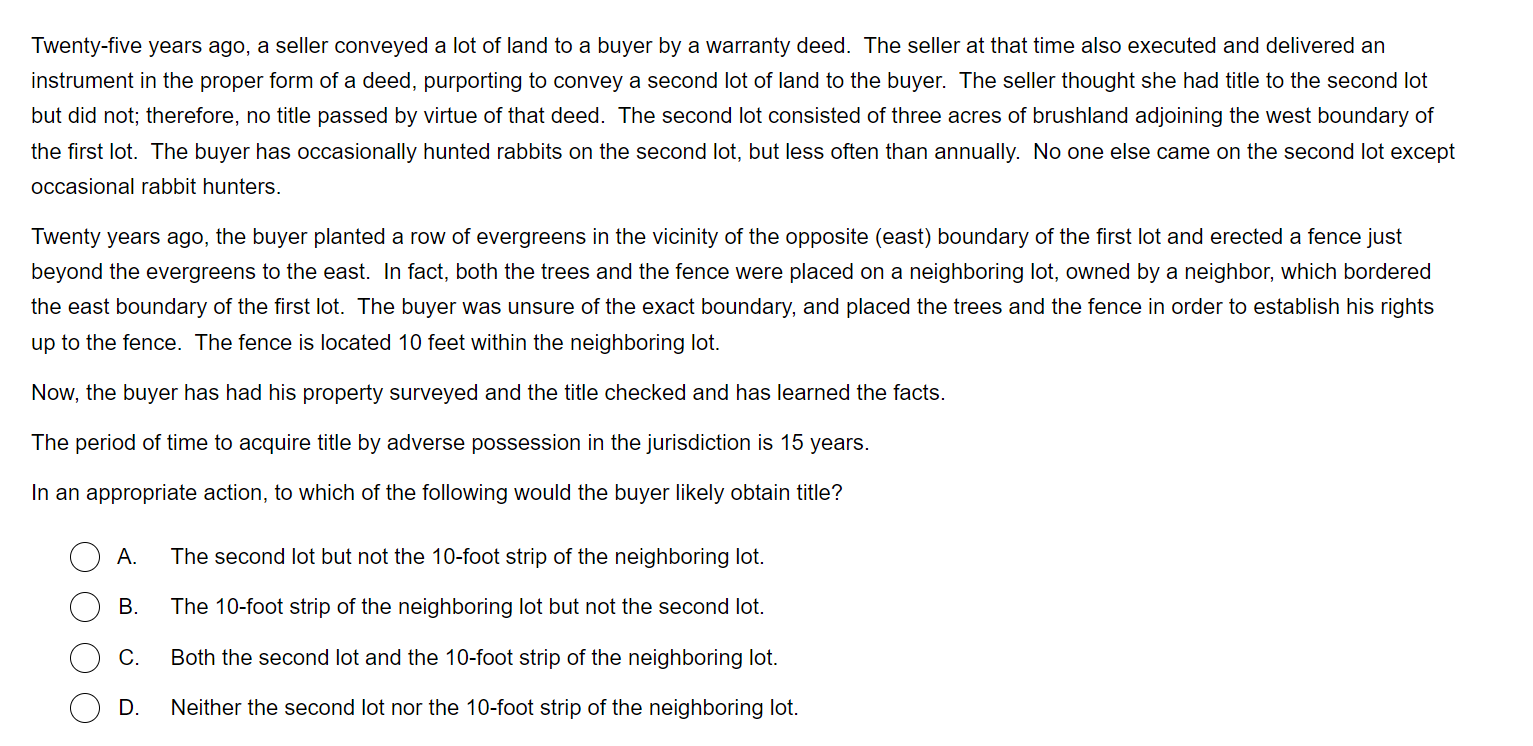 Twenty-five years ago, a seller conveyed a lot of land to a buyer by a warranty deed.  The seller at that time also executed and delivered an
instrument in the proper form of a deed, purporting to convey a second lot of land to the buyer.  The seller thought she had title to the second lot
but did not; therefore, no title passed by virtue of that deed.  The second lot consisted of three acres of brushland adjoining the west boundary of
the first lot.  The buyer has occasionally hunted rabbits on the second lot, but less often than annually.  No one else came on the second lot except
occasional rabbit hunters.
Twenty years ago, the buyer planted a row of evergreens in the vicinity of the opposite (east) boundary of the first lot and erected a fence just
beyond the evergreens to the east.  In fact, both the trees and the fence were placed on a neighboring lot, owned by a neighbor, which bordered
the east boundary of the first lot.  The buyer was unsure of the exact boundary, and placed the trees and the fence in order to establish his rights
up to the fence.  The fence is located 10 feet within the neighboring lot.
Now, the buyer has had his property surveyed and the title checked and has learned the facts.
The period of time to acquire title by adverse possession in the jurisdiction is 15 years.
In an appropriate action, to which of the following would the buyer likely obtain title?
A. The second lot but not the 10-foot strip of the neighboring lot.
B. The 10-foot strip of the neighboring lot but not the second lot.
C. Both the second lot and the 10-foot strip of the neighboring lot.
D. Neither the second lot nor the 10-foot strip of the neighboring lot.